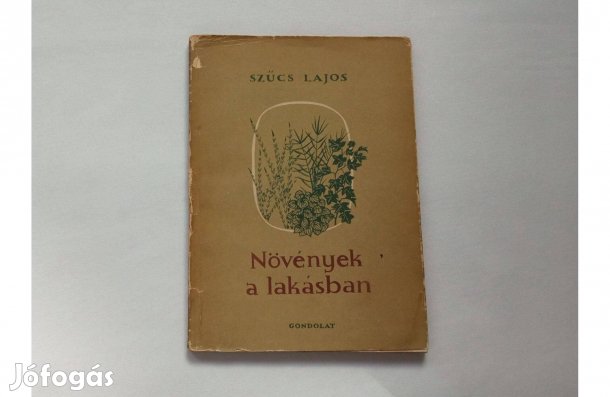 SZŰCS LAJOS
Növények
a lakásban
GONDOLAT
Jófogás